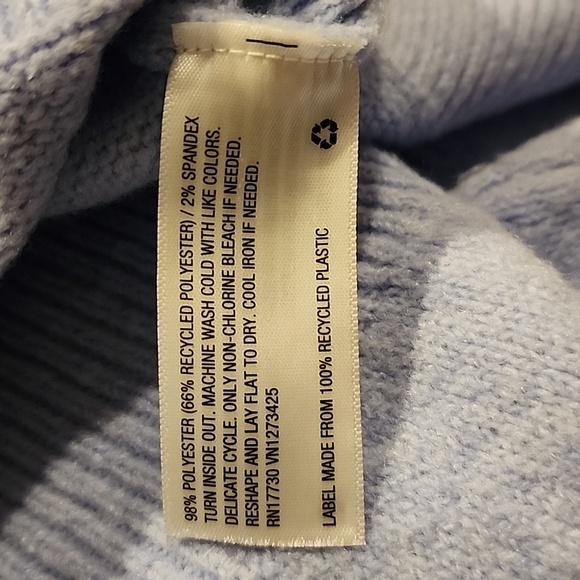 98% POLYESTER (66% RECYCLED POLYESTER) / 2% SPANDEX
TURN INSIDE OUT. MACHINE WASH COLD WITH LIKE COLORS.
DELICATE CYCLE. ONLY NON-CHLORINE BLEACH IF NEEDED.
RESHAPE AND LAY FLAT TO DRY. COOL IRON IF NEEDED.
RN17730 VN1273425
LABEL MADE FROM 100% RECYCLED PLASTIC